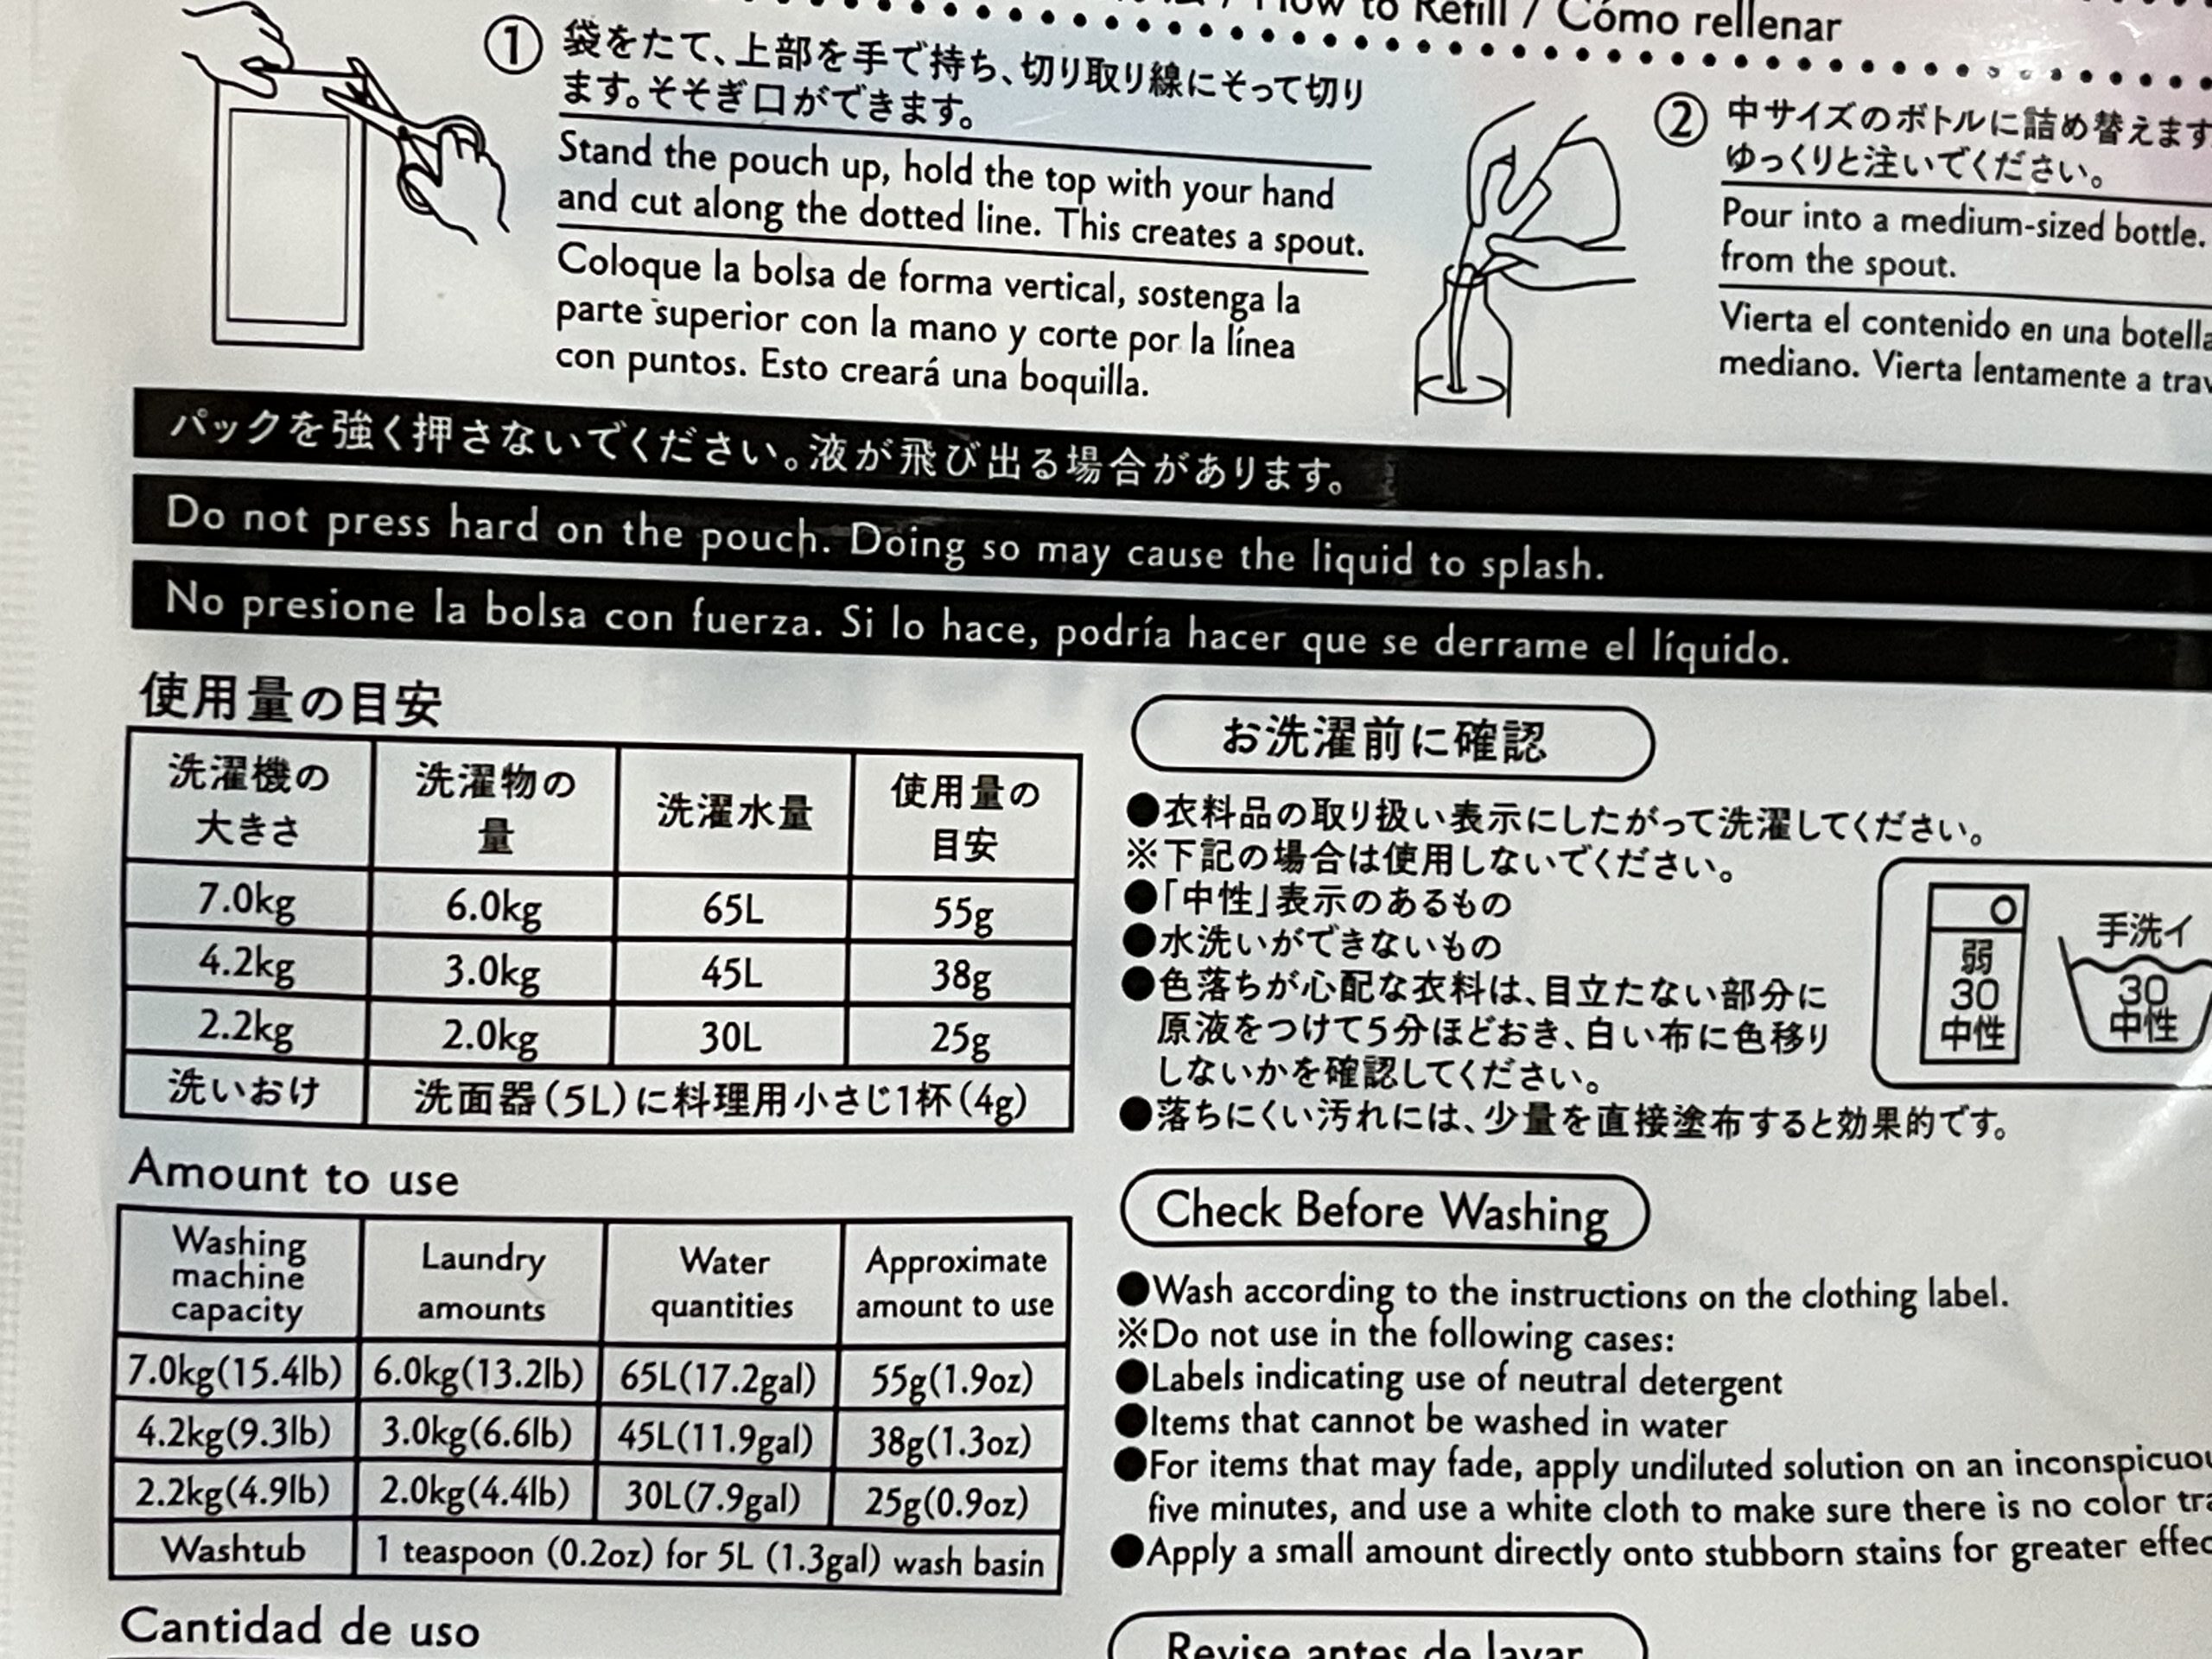 How to Refill / Cómo rellenar
① 袋をたて、上部を手で持ち、切り取り線にそって切り
ます。そそぎ口ができます。
Stand the pouch up, hold the top with your hand
and cut along the dotted line. This creates a spout.
Coloque la bolsa de forma vertical, sostenga la
parte superior con la mano y corte por la línea
con puntos. Esto creará una boquilla.
② 中サイズのボトルに詰め替えます
ゆっくりと注いでください。
Pour into a medium-sized bottle.
from the spout.
Vierta el contenido en una botella
mediano. Vierta lentamente a
パックを強く押さないでください。液が飛び出る場合があります。
Do not press hard on the pouch. Doing so may cause the liquid to splash.
No presione la bolsa con fuerza. Si lo hace, podría hacer que se derrame el líquido.
使用量の目安
洗濯機の
大きさ
洗濯物の
量
洗濯水量
使用量の
目安
7.0kg 6.0kg 65L 55g
4.2kg 3.0kg 45L 38g
2.2kg 2.0kg 30L 25g
洗いおけ 洗面器(5L)に料理用小さじ1杯(4g)
お洗濯前に確認
●衣料品の取り扱い表示にしたがって洗濯してください。
※下記の場合は使用しないでください。
●「中性」表示のあるもの
●水洗いができないもの
●色落ちが心配な衣料は、目立たない部分に
原液をつけて5分ほどおき、白い布に色移り
しないかを確認してください。
●落ちにくい汚れには、少量を直接塗布すると効果的です。
弱
30
中性
手洗イ
30
中性
Amount to use
Washing
machine
capacity
Laundry
amounts
Water
quantities
Approximate
amount to use
7.0kg(15.4lb) 6.0kg(13.2lb) 65L(17.2gal) 55g(1.9oz)
4.2kg(9.3lb) 3.0kg(6.6lb) 45L(11.9gal) 38g(1.3oz)
2.2kg(4.9lb) 2.0kg(4.4lb) 30L(7.9gal) 25g(0.9oz)
Washtub 1 teaspoon (0.2oz) for 5L (1.3gal) wash basin
Check Before Washing
●Wash according to the instructions on the clothing label.
※Do not use in the following cases:
●Labels indicating use of neutral detergent
●Items that cannot be washed in water
●For items that may fade, apply undiluted solution on an
five minutes, and use a white cloth to make sure there is no color
●Apply a small amount directly onto stubborn stains for greater
Cantidad de uso
Revise antes de lavar